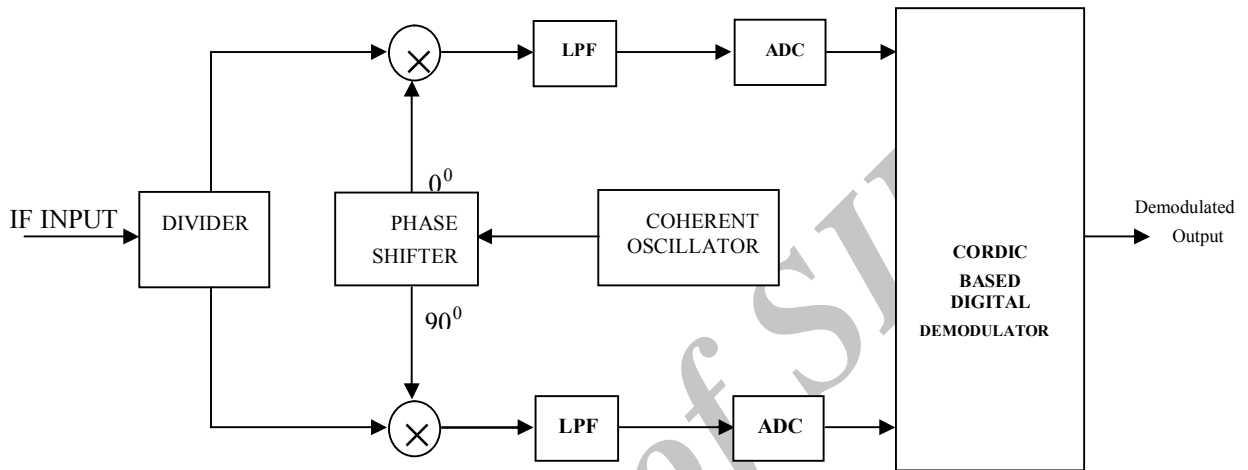 LPF
ADC
0⁰
IF INPUT
DIVIDER
PHASE
SHIFTER
COHERENT
OSCILLATOR
90⁰
LPF
ADC
CORDIC
BASED
DIGITAL
DEMODULATOR
Demodulated
Output
of